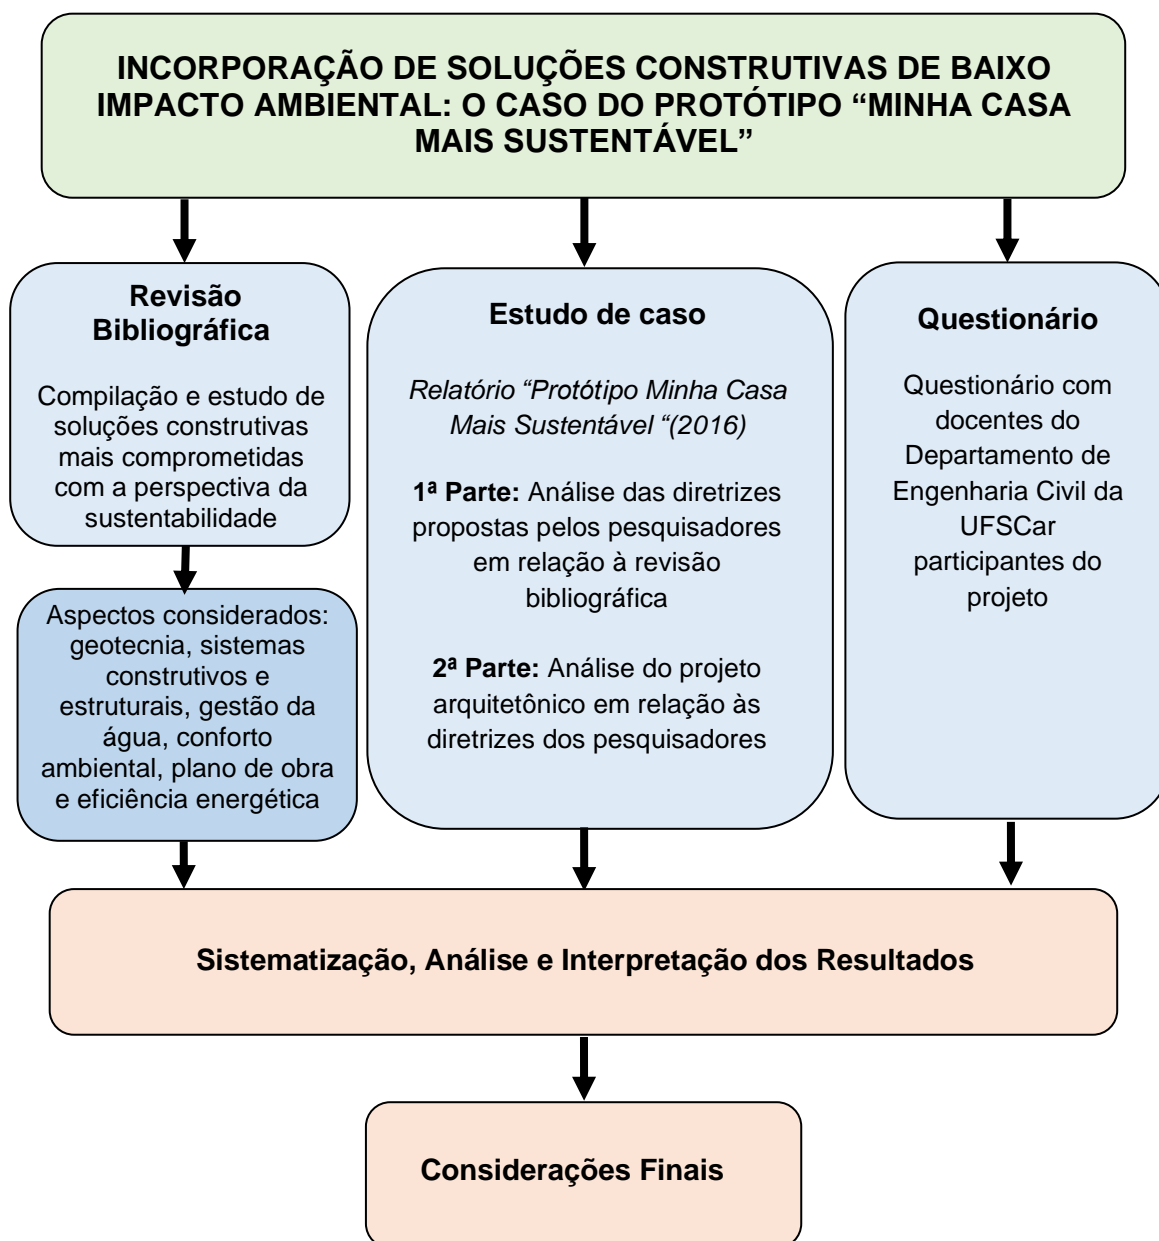 INCORPORAÇÃO DE SOLUÇÕES CONSTRUTIVAS DE BAIXO
IMPACTO AMBIENTAL: O CASO DO PROTÓTIPO “MINHA CASA
MAIS SUSTENTÁVEL”
Revisão
Bibliográfica
Compilação e estudo de
soluções construtivas
mais comprometidas
com a perspectiva da
sustentabilidade
Aspectos considerados:
geotecnia, sistemas
construtivos e
estruturais, gestão da
água, conforto
ambiental, plano de obra
e eficiência energética
Estudo de caso
Relatório “Protótipo Minha Casa
Mais Sustentável “(2016)
1ª Parte: Análise das diretrizes
propostas pelos pesquisadores
em relação à revisão
bibliográfica
2ª Parte: Análise do projeto
arquitetônico em relação às
diretrizes dos pesquisadores
Questionário
Questionário com
docentes do
Departamento de
Engenharia Civil da
UFSCar
participantes do
projeto
Sistematização, Análise e Interpretação dos Resultados
Considerações Finais